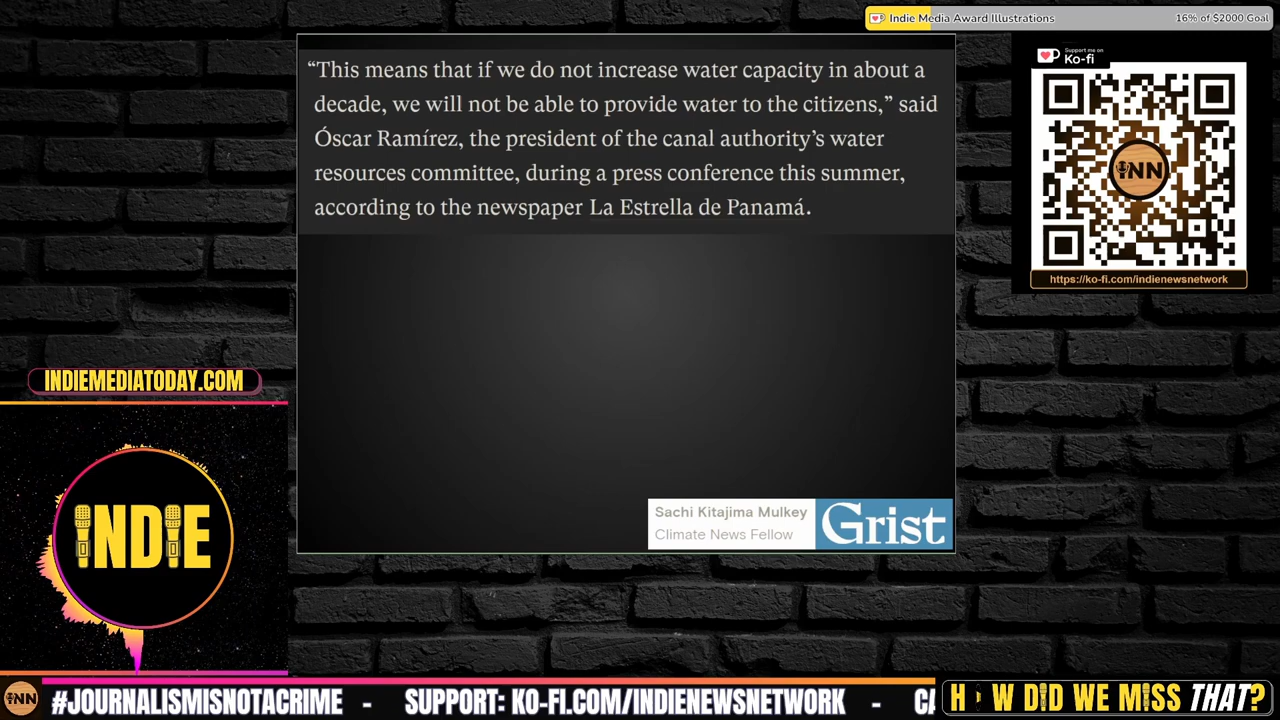 Indie Media Award Illustrations
16% of $2000 Goal
“This means that if we do not increase water capacity in about a
decade, we will not be able to provide water to the citizens,” said
Óscar Ramírez, the president of the canal authority’s water
resources committee, during a press conference this summer,
according to the newspaper La Estrella de Panamá.
Support me on
Ko-fi
INN
https://ko-fi.com/indienewsnetwork
INDIEMEDIATODAY.COM
INDIE
Sachi Kitajima Mulkey
Climate News Fellow
Grist
INN
#JOURNALISMISNOTACRIME - SUPPORT: KO-FI.COM/INDIENEWSNETWORK -
HOW DID WE MISS THAT?